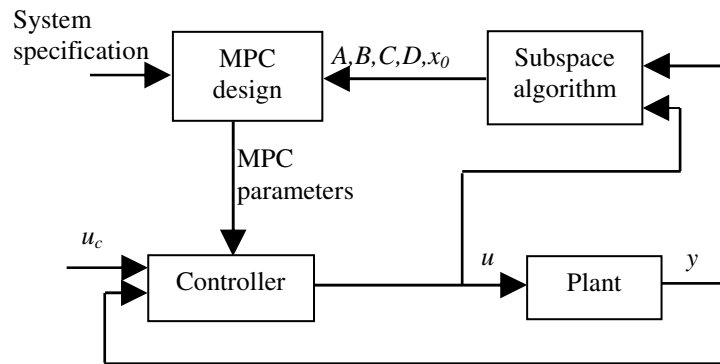 System
specification
MPC
design
A,B,C,D,x0
Subspace
algorithm
MPC
parameters
uc
Controller
u
Plant
y